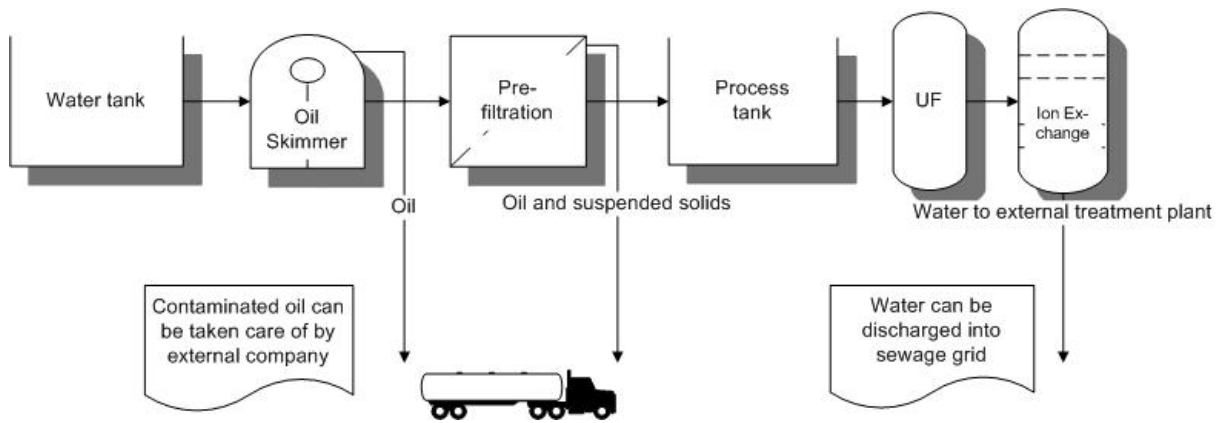 Water tank
Oil
Skimmer
Pre-
filtration
Process
tank
UF
Ion Ex-
change
Oil
Oil and suspended solids
Water to external treatment plant
Contaminated oil can
be taken care of by
external company
Water can be
discharged into
sewage grid